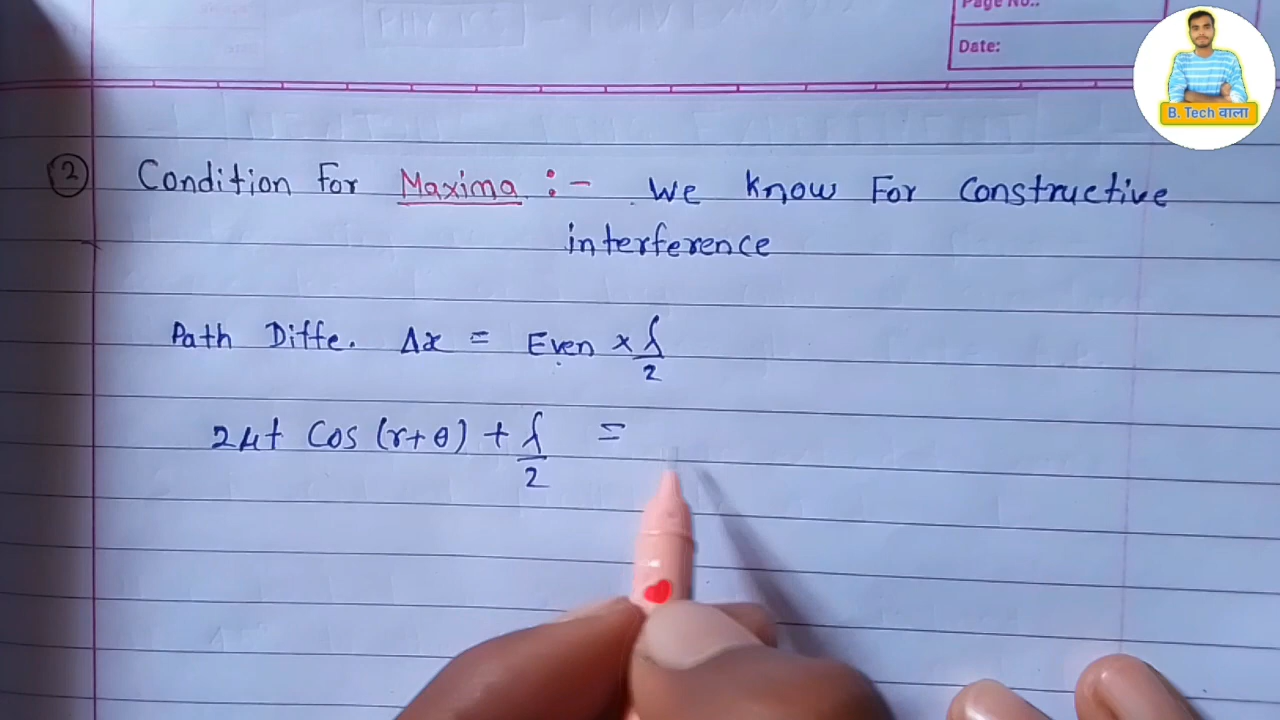 Page No.:
Date:
B. Tech वाला
② Condition For Maxima :- We know For Constructive
interference
Path Diffe. Δx = Even × λ/2
2μt Cos (r+θ) + λ/2 =